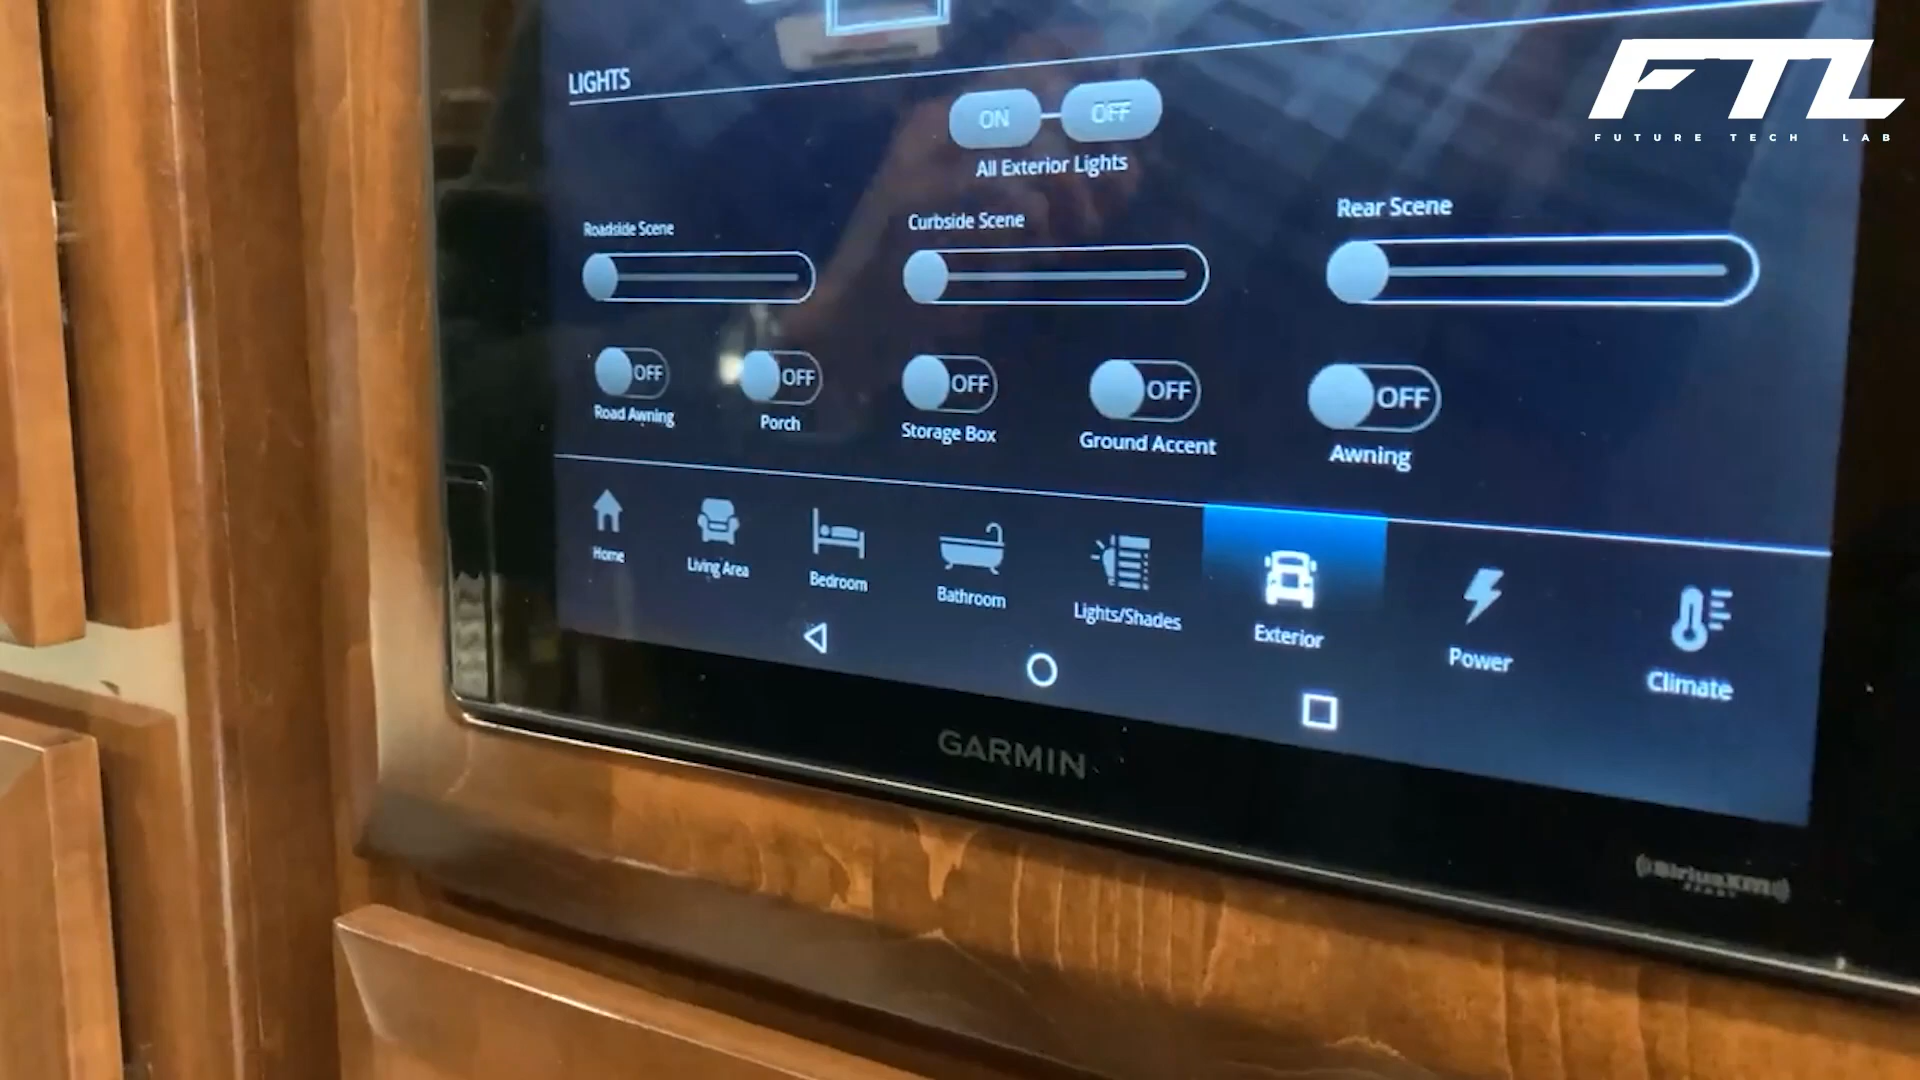 FTL
FUTURE TECH LAB
LIGHTS
ON OFF
All Exterior Lights
Roadside Scene
Curbside Scene
Rear Scene
OFF
Road Awning
OFF
Porch
OFF
Storage Box
OFF
Ground Accent
OFF
Awning
Home
Living Area
Bedroom
Bathroom
Lights/Shades
Exterior
Power
Climate
GARMIN
SiriusXM